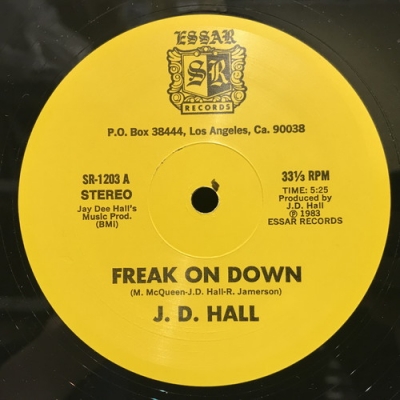 ESSAR
SR
RECORDS
P.O. Box 38444, Los Angeles, Ca. 90038
SR-1203 A
STEREO
Jay Dee Hall's
Music Prod.
(BMI)
33⅓ RPM
TIME: 5:25
Produced by
J.D. Hall
℗ 1983
ESSAR RECORDS
FREAK ON DOWN
(M. McQueen-J.D. Hall-R. Jamerson)
J. D. HALL